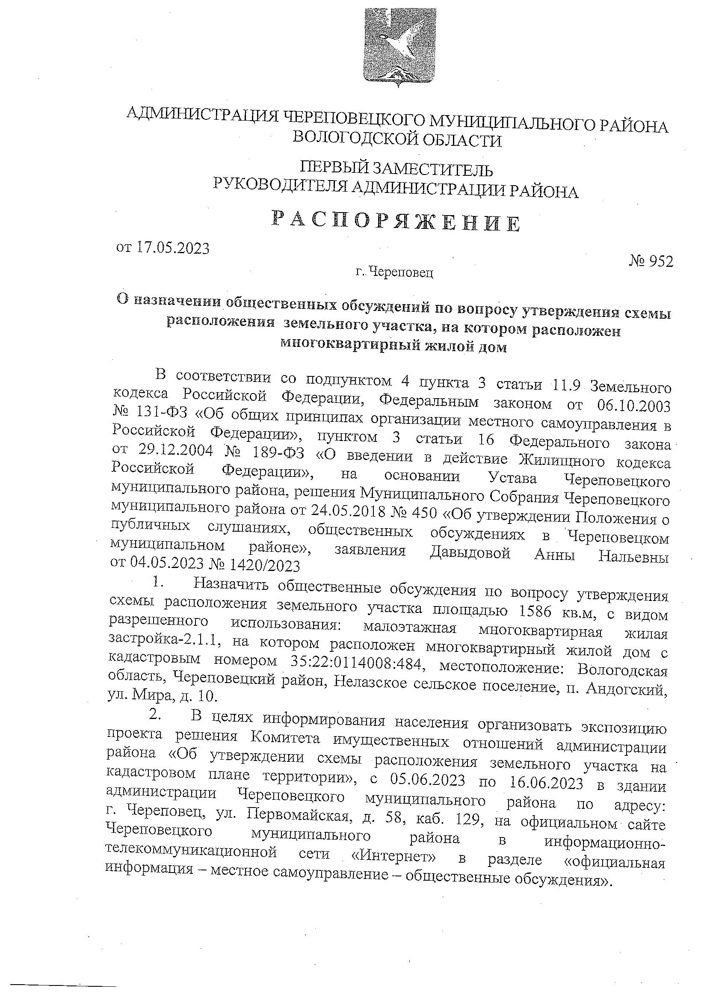 АДМИНИСТРАЦИЯ ЧЕРЕПОВЕЦКОГО МУНИЦИПАЛЬНОГО РАЙОНА
ВОЛОГОДСКОЙ ОБЛАСТИ
ПЕРВЫЙ ЗАМЕСТИТЕЛЬ
РУКОВОДИТЕЛЯ АДМИНИСТРАЦИИ РАЙОНА
РАСПОРЯЖЕНИЕ
от 17.05.2023
№ 952
г. Череповец
О назначении общественных обсуждений по вопросу утверждения схемы
расположения земельного участка, на котором расположен
многоквартирный жилой дом
В соответствии со подпунктом 4 пункта 3 статьи 11.9 Земельного
кодекса Российской Федерации, Федеральным законом от 06.10.2003
№ 131-ФЗ «Об общих принципах организации местного самоуправления в
Российской Федерации», пунктом 3 статьи 16 Федерального закона
от 29.12.2004 № 189-ФЗ «О введении в действие Жилищного кодекса
Российской Федерации», на основании Устава Череповецкого
муниципального района, решения Муниципального Собрания Череповецкого
муниципального района от 24.05.2018 № 450 «Об утверждении Положения о
публичных слушаниях, общественных обсуждениях в Череповецком
муниципальном районе», заявления Давыдовой Анны Нальевны
от 04.05.2023 № 1420/2023
1. Назначить общественные обсуждения по вопросу утверждения
схемы расположения земельного участка площадью 1586 кв.м, с видом
разрешенного использования: малоэтажная многоквартирная жилая
застройка-2.1.1, на котором расположен многоквартирный жилой дом с
кадастровым номером 35:22:0114008:484, местоположение: Вологодская
область, Череповецкий район, Нелазское сельское поселение, п. Андогский,
ул. Мира, д. 10.
2. В целях информирования населения организовать экспозицию
проекта решения Комитета имущественных отношений администрации
района «Об утверждении схемы расположения земельного участка на
кадастровом плане территории», с 05.06.2023 по 16.06.2023 в здании
администрации Череповецкого муниципального района по адресу:
г. Череповец, ул. Первомайская, д. 58, каб. 129, на официальном сайте
Череповецкого муниципального района в информационно-
телекоммуникационной сети «Интернет» в разделе «официальная
информация – местное самоуправление – общественные обсуждения».